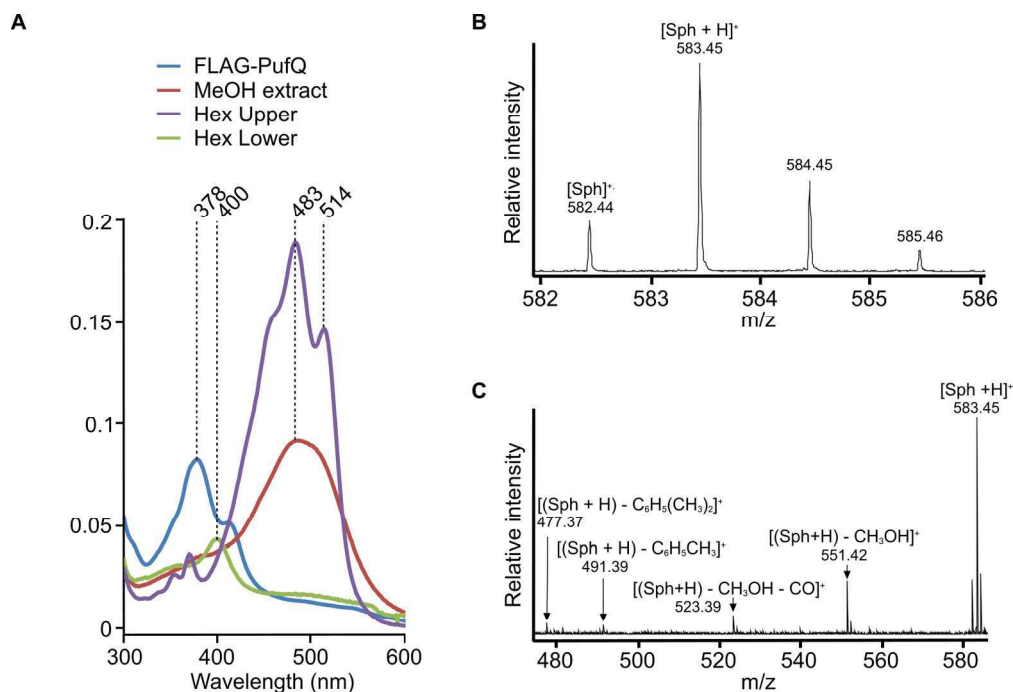 A
FLAG-PufQ
MeOH extract
Hex Upper
Hex Lower
378
400
483
514
0.2
0.15
0.1
0.05
0
300
400
500
600
Wavelength (nm)
B
[Sph + H]⁺
583.45
[Sph]⁺·
582.44
584.45
585.46
Relative intensity
582
583
584
585
586
m/z
C
[Sph +H]⁺
583.45
[(Sph + H) - C₆H₅(CH₃)₂]⁺
477.37
[(Sph + H) - C₆H₅CH₃]⁺
491.39
[(Sph+H) - CH₃OH - CO]⁺
523.39
[(Sph+H) - CH₃OH]⁺
551.42
Relative intensity
480
500
520
540
560
580
m/z